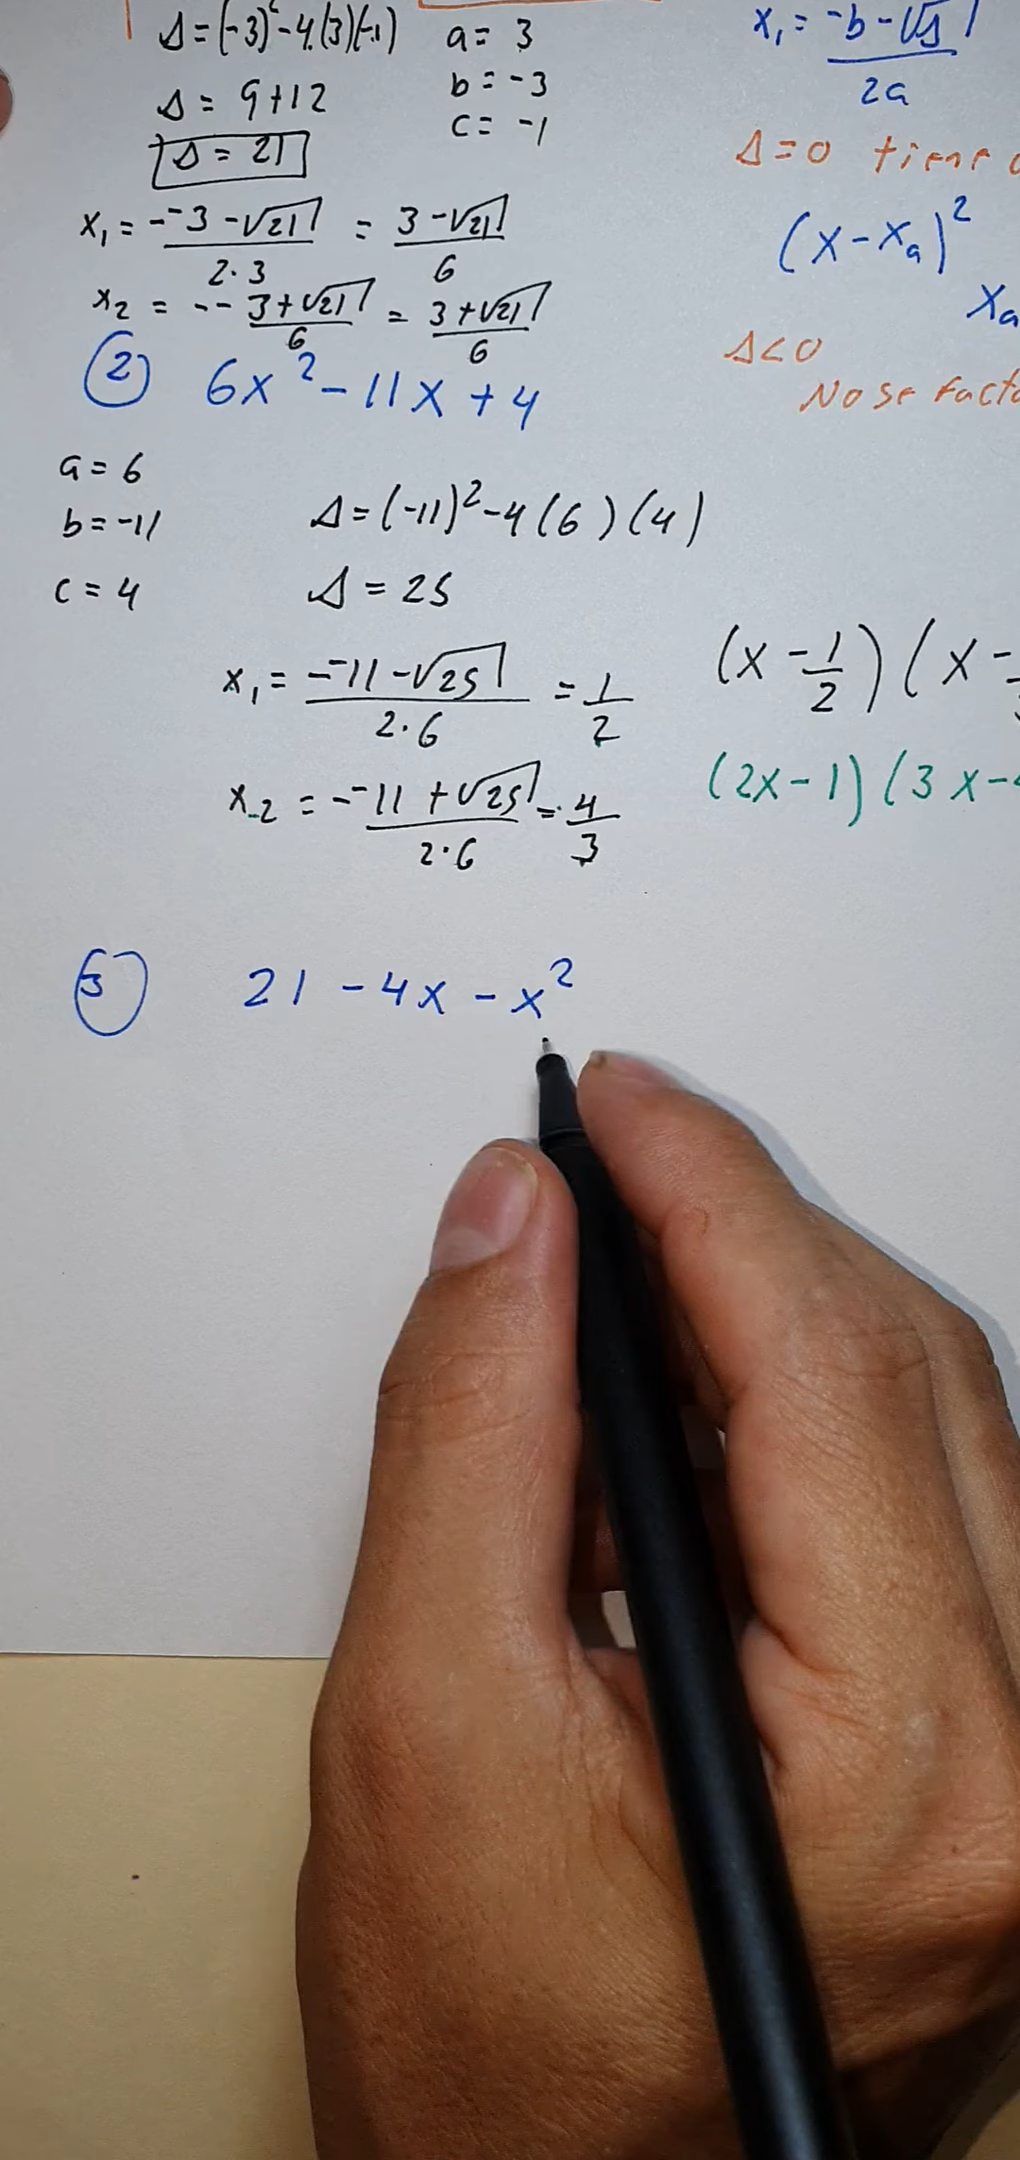 Δ = (-3)² - 4.(3)(-1)
a = 3
b = -3
c = -1
Δ = 9+12
Δ = 21
x₁ = (--3 - √21)/(2·3) = (3 - √21)/6
x₂ = (--3 + √21)/6 = (3 + √21)/6
x₁ = (-b - √Δ)/(2a)
Δ = 0 tiene
(x - xₐ)²
xₐ
Δ < 0
No se
② 6x² - 11x + 4
a = 6
b = -11
c = 4
Δ = (-11)² - 4(6)(4)
Δ = 25
x₁ = (--11 - √25)/(2·6) = 1/2
x₂ = (--11 + √25)/(2·6) = 4/3
(x - 1/2)(x -
(2x - 1)(3x -
③ 21 - 4x - x²